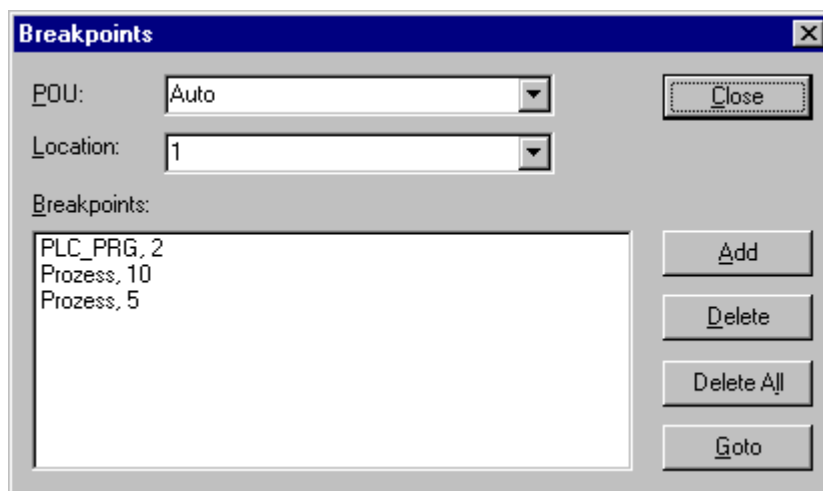 Breakpoints
POU: Auto Close
Location: 1
Breakpoints:
PLC_PRG, 2
Prozess, 10
Prozess, 5
Add
Delete
Delete All
Goto